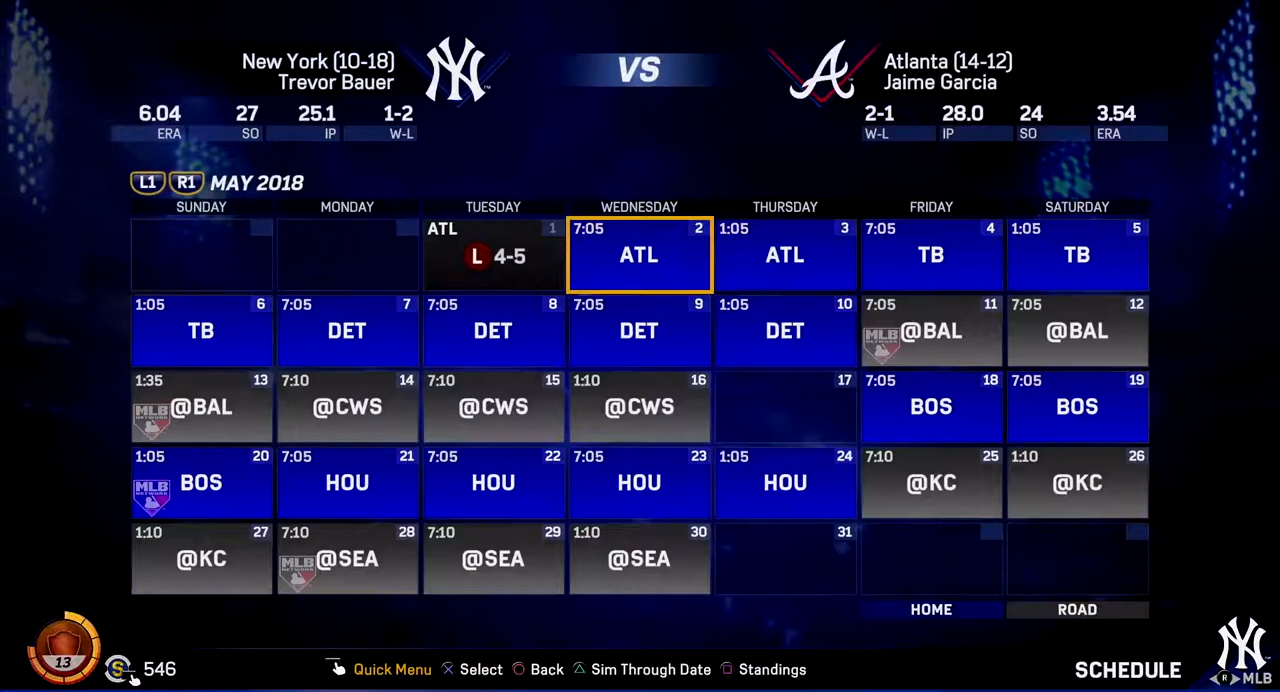 New York (10-18)
Trevor Bauer
6.04 27 25.1 1-2
ERA SO IP W-L
VS
Atlanta (14-12)
Jaime Garcia
2-1 28.0 24 3.54
W-L IP SO ERA
L1 R1 MAY 2018
SUNDAY MONDAY TUESDAY WEDNESDAY THURSDAY FRIDAY SATURDAY
ATL 1 7:05 2 1:05 3 7:05 4 1:05 5
L 4-5 ATL ATL TB TB
1:05 6 7:05 7 7:05 8 7:05 9 1:05 10 7:05 11 7:05 12
TB DET DET DET DET MLB NETWORK @BAL @BAL
1:35 13 7:10 14 7:10 15 1:10 16 17 7:05 18 7:05 19
MLB NETWORK @BAL @CWS @CWS @CWS BOS BOS
1:05 20 7:05 21 7:05 22 7:05 23 1:05 24 7:10 25 1:10 26
MLB NETWORK BOS HOU HOU HOU HOU @KC @KC
1:10 27 7:10 28 7:10 29 1:10 30 31
@KC MLB NETWORK @SEA @SEA @SEA
HOME ROAD
13 S 546 Quick Menu Select Back Sim Through Date Standings SCHEDULE NY
R MLB